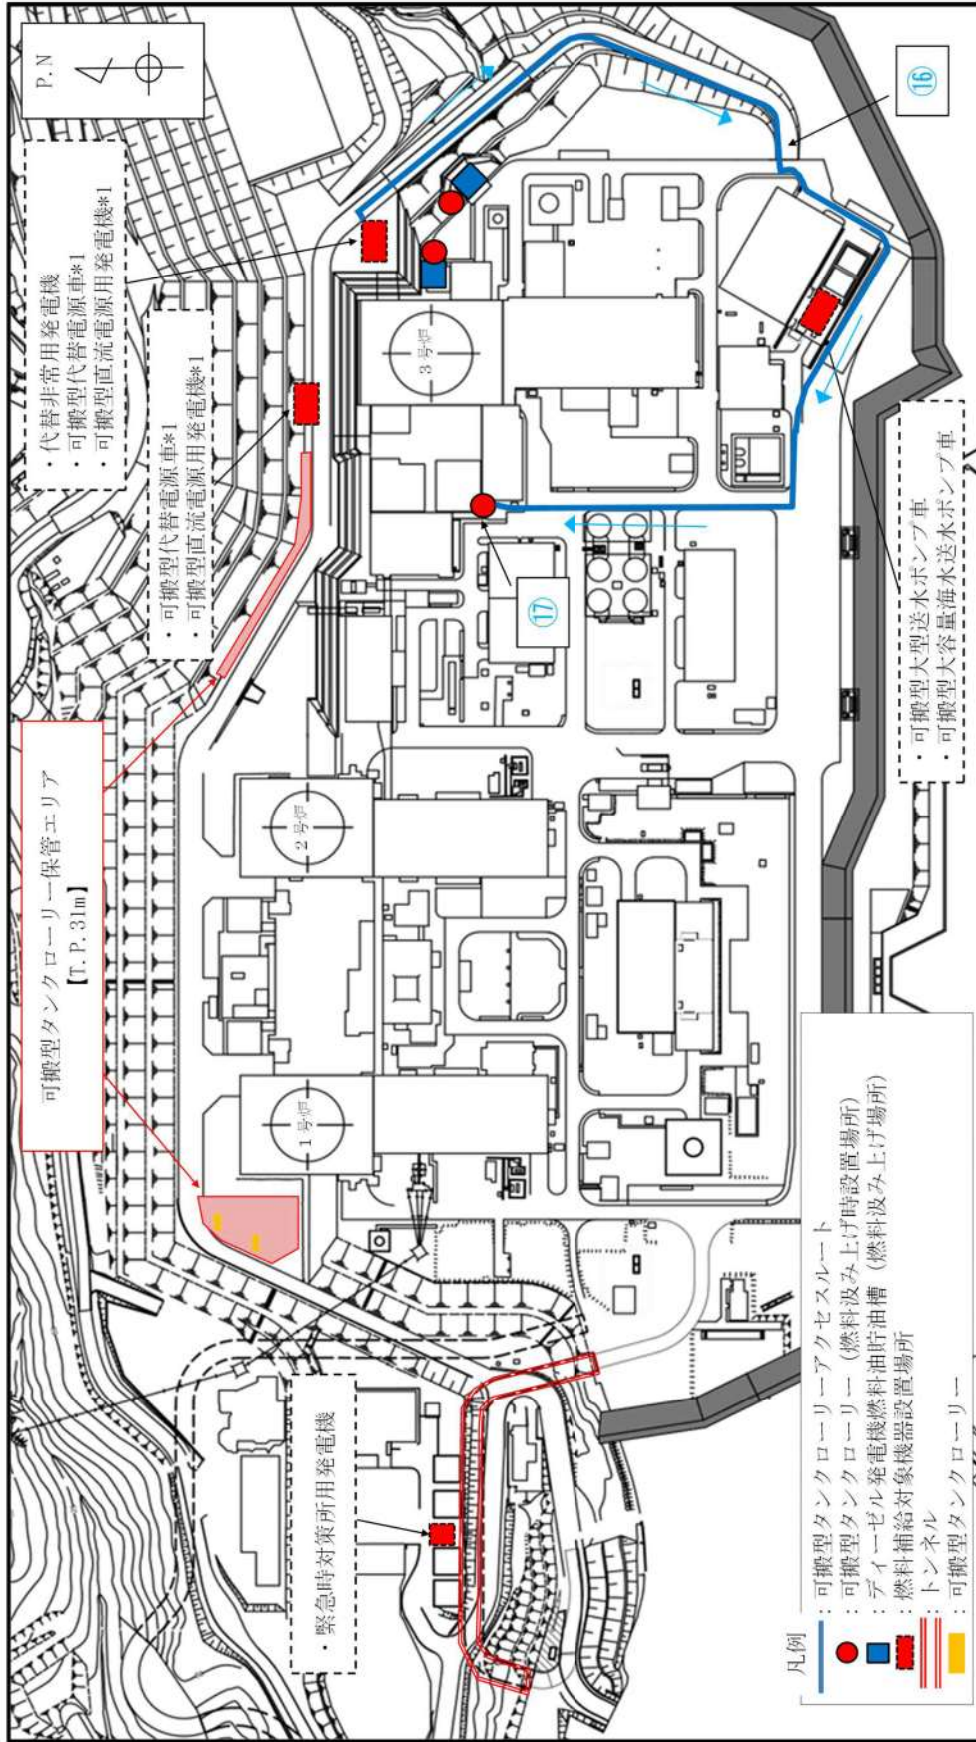 P.N
・代替非常用発電機
・可搬型代替電源車*1
・可搬型直流電源用発電機*1
・可搬型代替電源車*1
・可搬型直流電源用発電機*1
可搬型タンクローリー保管エリア
【T.P.31m】
・緊急時対策所用発電機
3号炉
2号炉
1号炉
⑯
⑰
・可搬型大型送水ポンプ車
・可搬型大容量海水送水ポンプ車
凡例
：可搬型タンクローリーアクセスルート
：可搬型タンクローリー（燃料汲み上げ時設置場所）
：ディーゼル発電機燃料油貯油槽（燃料汲み上げ場所）
：燃料補給対象機器設置場所
：トンネル
：可搬型タンクローリー